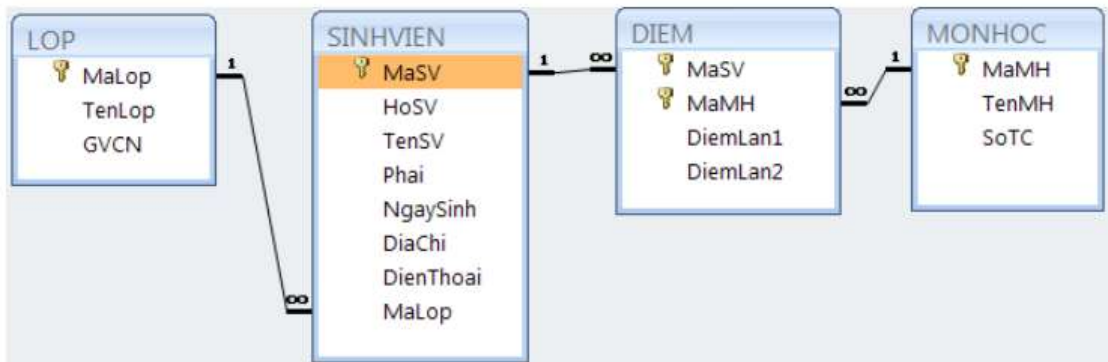 LOP
MaLop
TenLop
GVCN
1
∞
SINHVIEN
MaSV
HoSV
TenSV
Phai
NgaySinh
DiaChi
DienThoai
MaLop
1
∞
DIEM
MaSV
MaMH
DiemLan1
DiemLan2
∞
1
MONHOC
MaMH
TenMH
SoTC